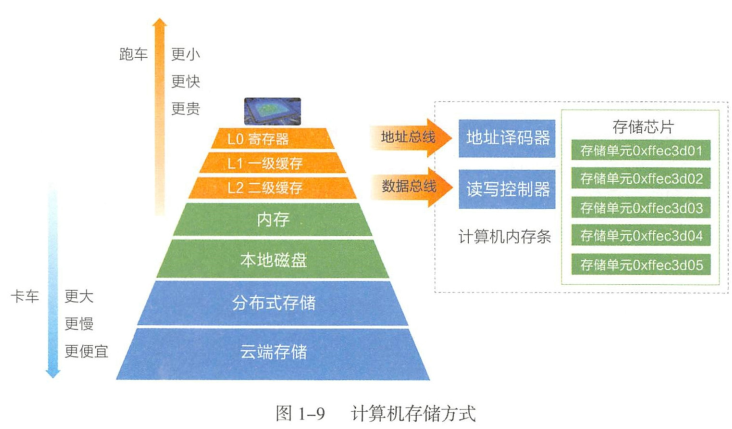 跑车
更小
更快
更贵
L0 寄存器
L1 一级缓存
L2 二级缓存
内存
本地磁盘
分布式存储
云端存储
卡车
更大
更慢
更便宜
地址总线
数据总线
地址译码器
读写控制器
计算机内存条
存储芯片
存储单元0xffec3d01
存储单元0xffec3d02
存储单元0xffec3d03
存储单元0xffec3d04
存储单元0xffec3d05
图 1-9 计算机存储方式